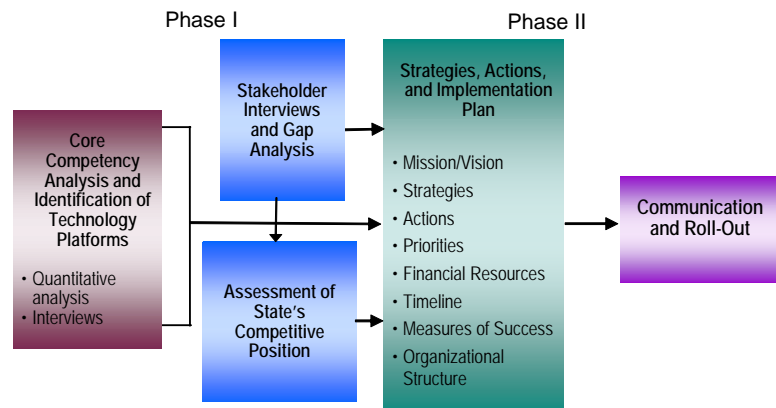 Phase I
Phase II
Core
Competency
Analysis and
Identification of
Technology
Platforms
• Quantitative
analysis
• Interviews
Stakeholder
Interviews
and Gap
Analysis
Assessment of
State's
Competitive
Position
Strategies, Actions,
and Implementation
Plan
• Mission/Vision
• Strategies
• Actions
• Priorities
• Financial Resources
• Timeline
• Measures of Success
• Organizational
Structure
Communication
and Roll-Out